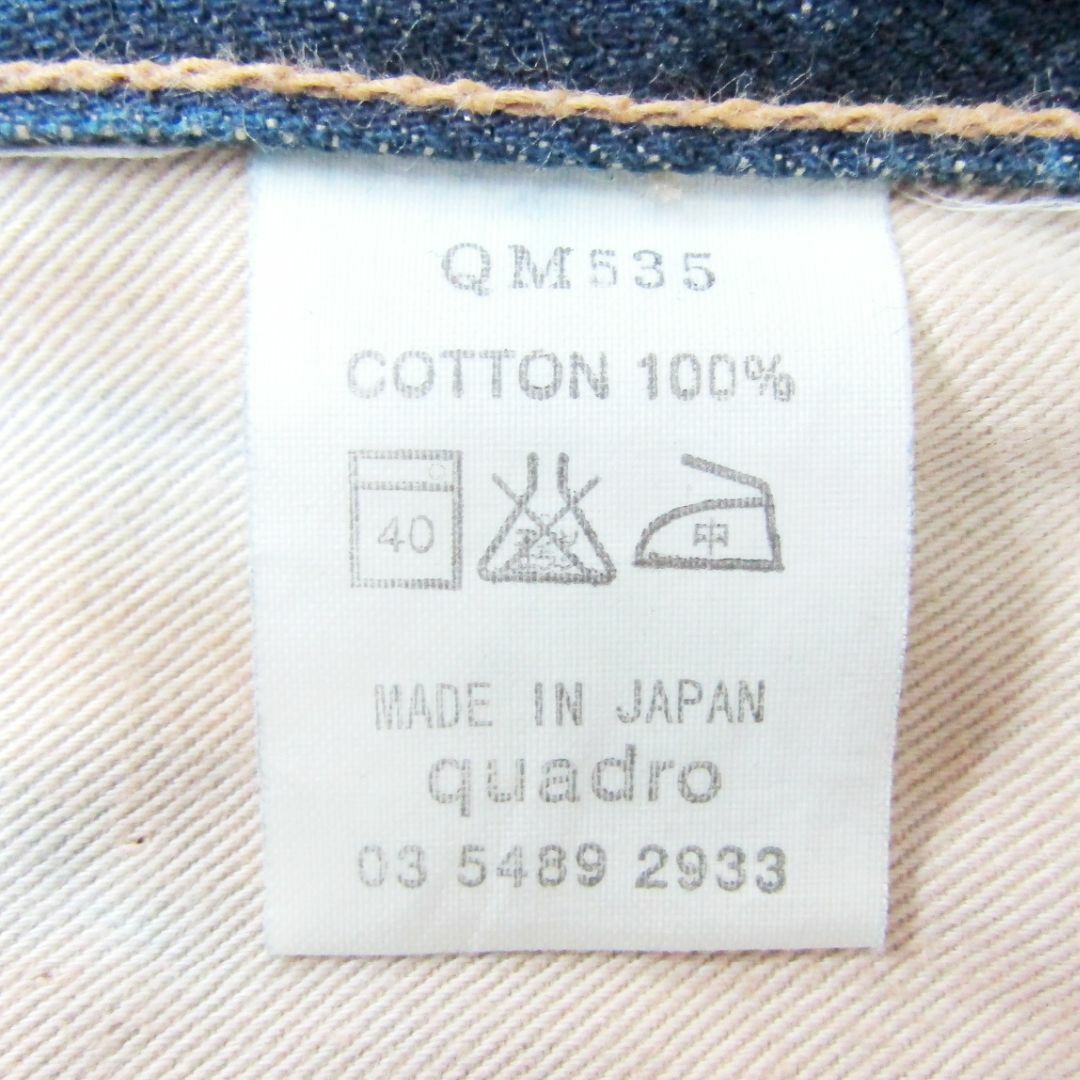 QM535
COTTON 100%
40 中
MADE IN JAPAN
quadro
03 5489 2933